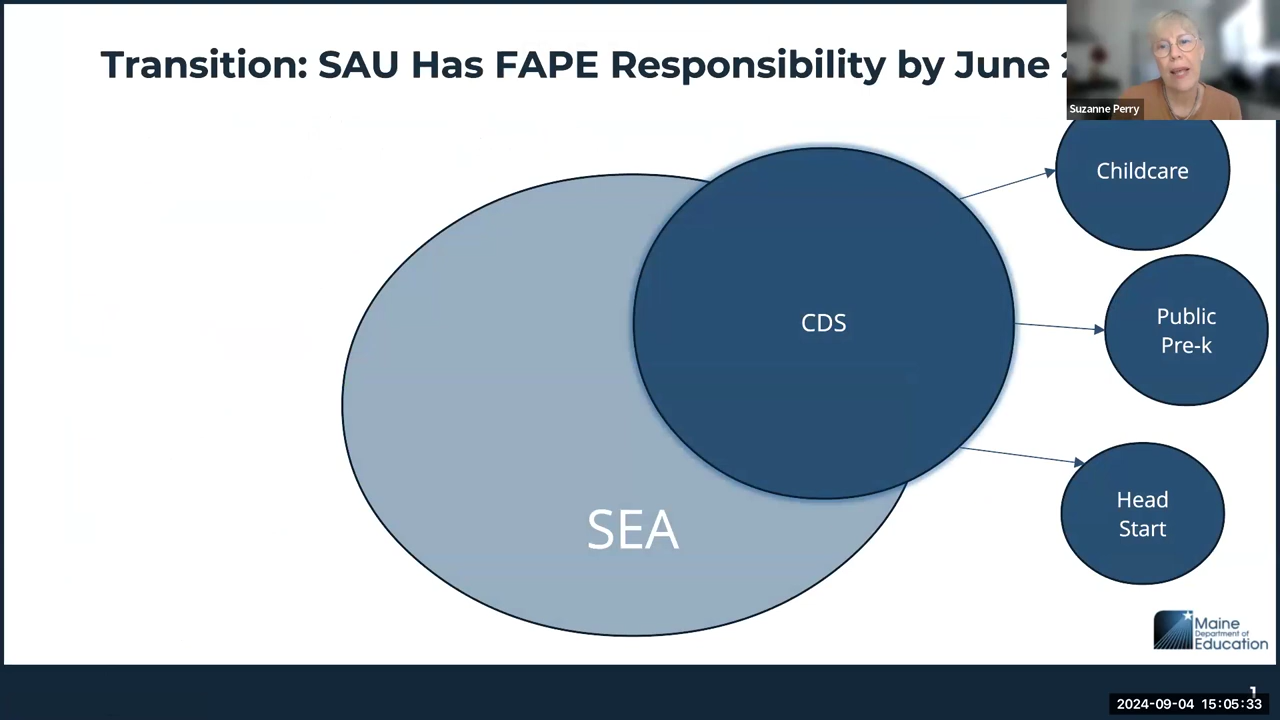 Transition: SAU Has FAPE Responsibility by June
Suzanne Perry
Childcare
CDS
Public
Pre-k
SEA
Head
Start
Maine
Department of
Education
1
2024-09-04 15:05:33